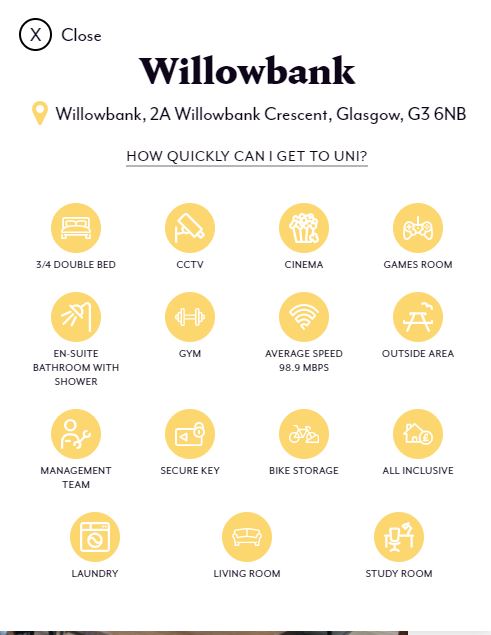 X Close
Willowbank
Willowbank, 2A Willowbank Crescent, Glasgow, G3 6NB
HOW QUICKLY CAN I GET TO UNI?
3/4 DOUBLE BED
CCTV
CINEMA
GAMES ROOM
EN-SUITE
BATHROOM WITH
SHOWER
GYM
AVERAGE SPEED
98.9 MBPS
OUTSIDE AREA
MANAGEMENT
TEAM
SECURE KEY
BIKE STORAGE
£
ALL INCLUSIVE
LAUNDRY
LIVING ROOM
STUDY ROOM